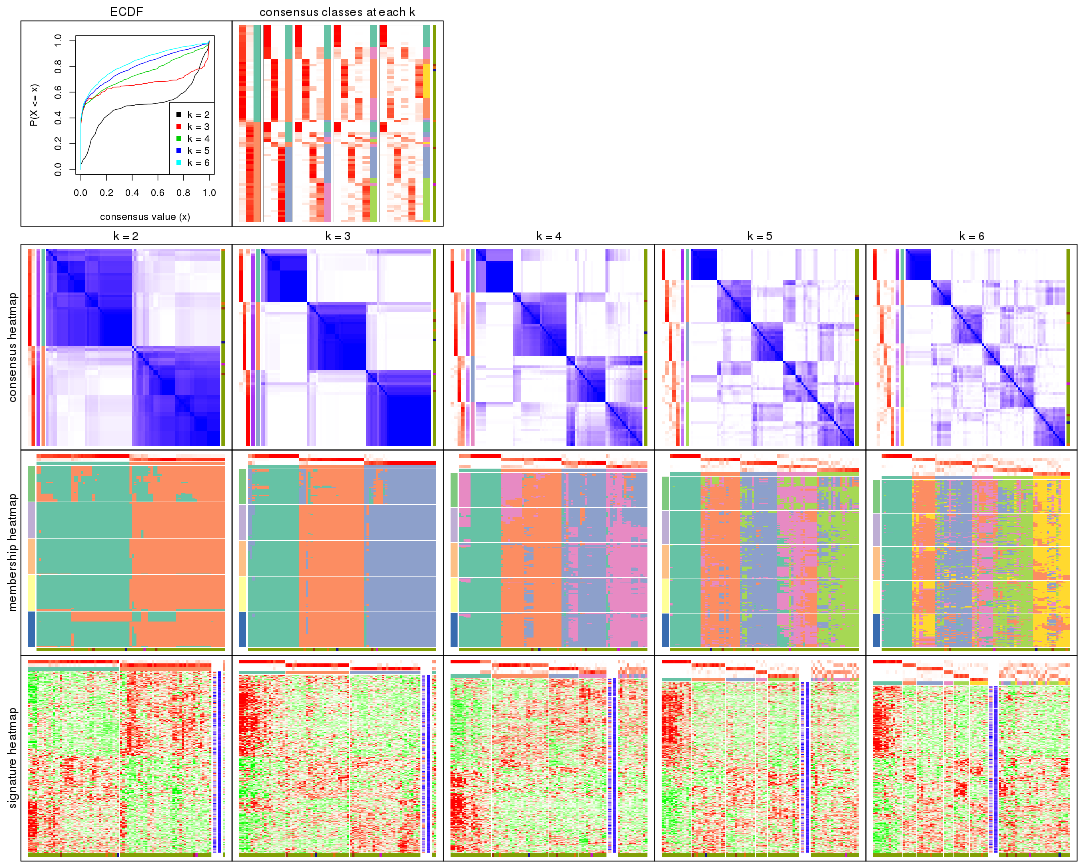 ECDF
consensus classes at each k
P(X <= x)
0.0 0.2 0.4 0.6 0.8 1.0
k = 2
k = 3
k = 4
k = 5
k = 6
0.0 0.2 0.4 0.6 0.8 1.0
consensus value (x)
k = 2 k = 3 k = 4 k = 5 k = 6
consensus heatmap
membership heatmap
signature heatmap